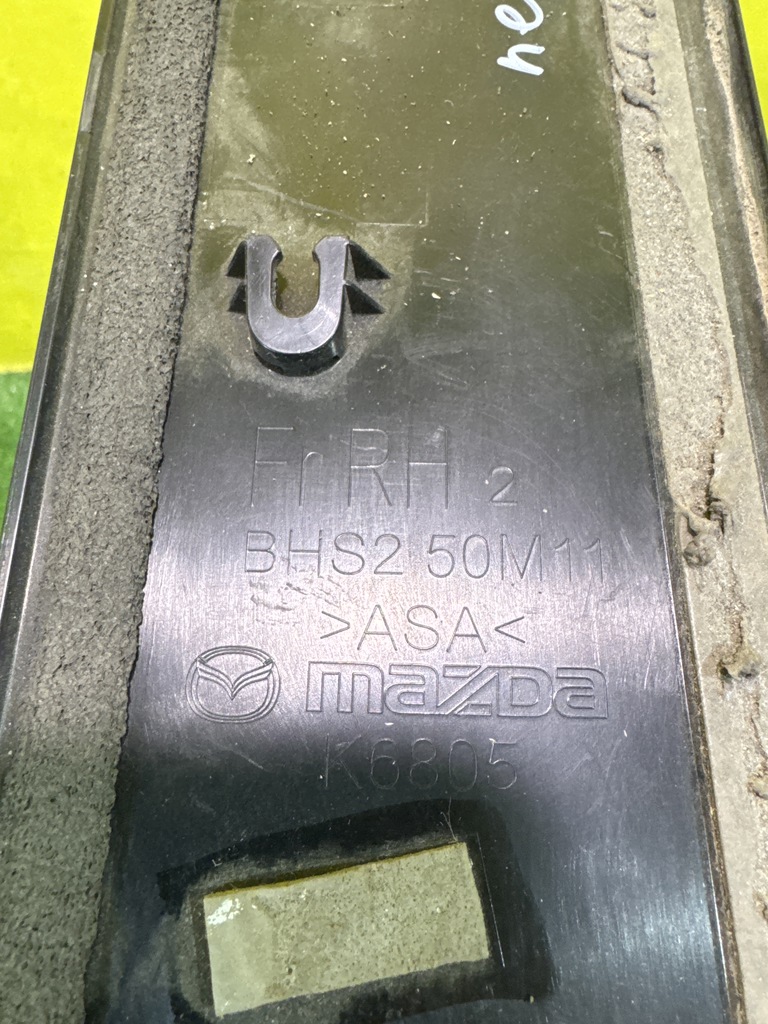 Fr RH 2
BHS2 50M11
>ASA<
mazDa
K6805